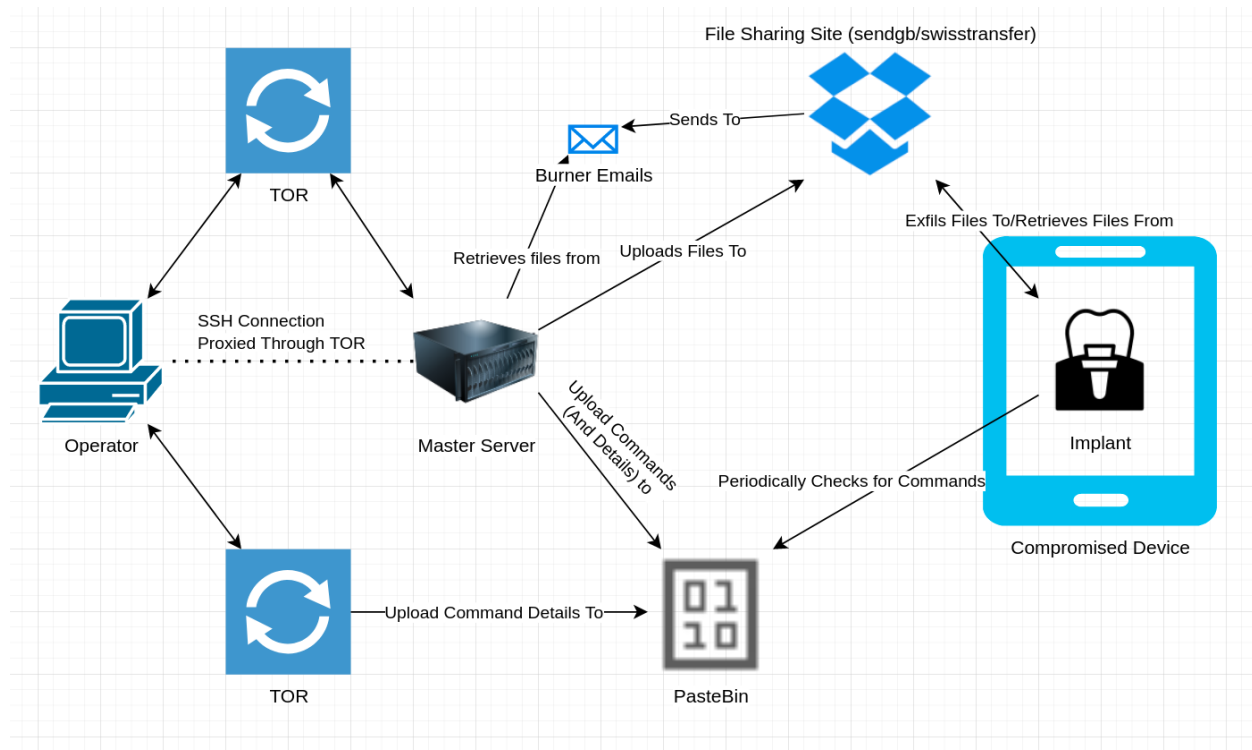 File Sharing Site (sendgb/swisstransfer)
Sends To
Burner Emails
TOR
Exfils Files To/Retrieves Files From
Uploads Files To
Retrieves files from
SSH Connection
Proxied Through TOR
Operator
Master Server
Upload Commands
(And Details) to
Implant
Periodically Checks for Commands
Compromised Device
Upload Command Details To
01
10
TOR
PasteBin